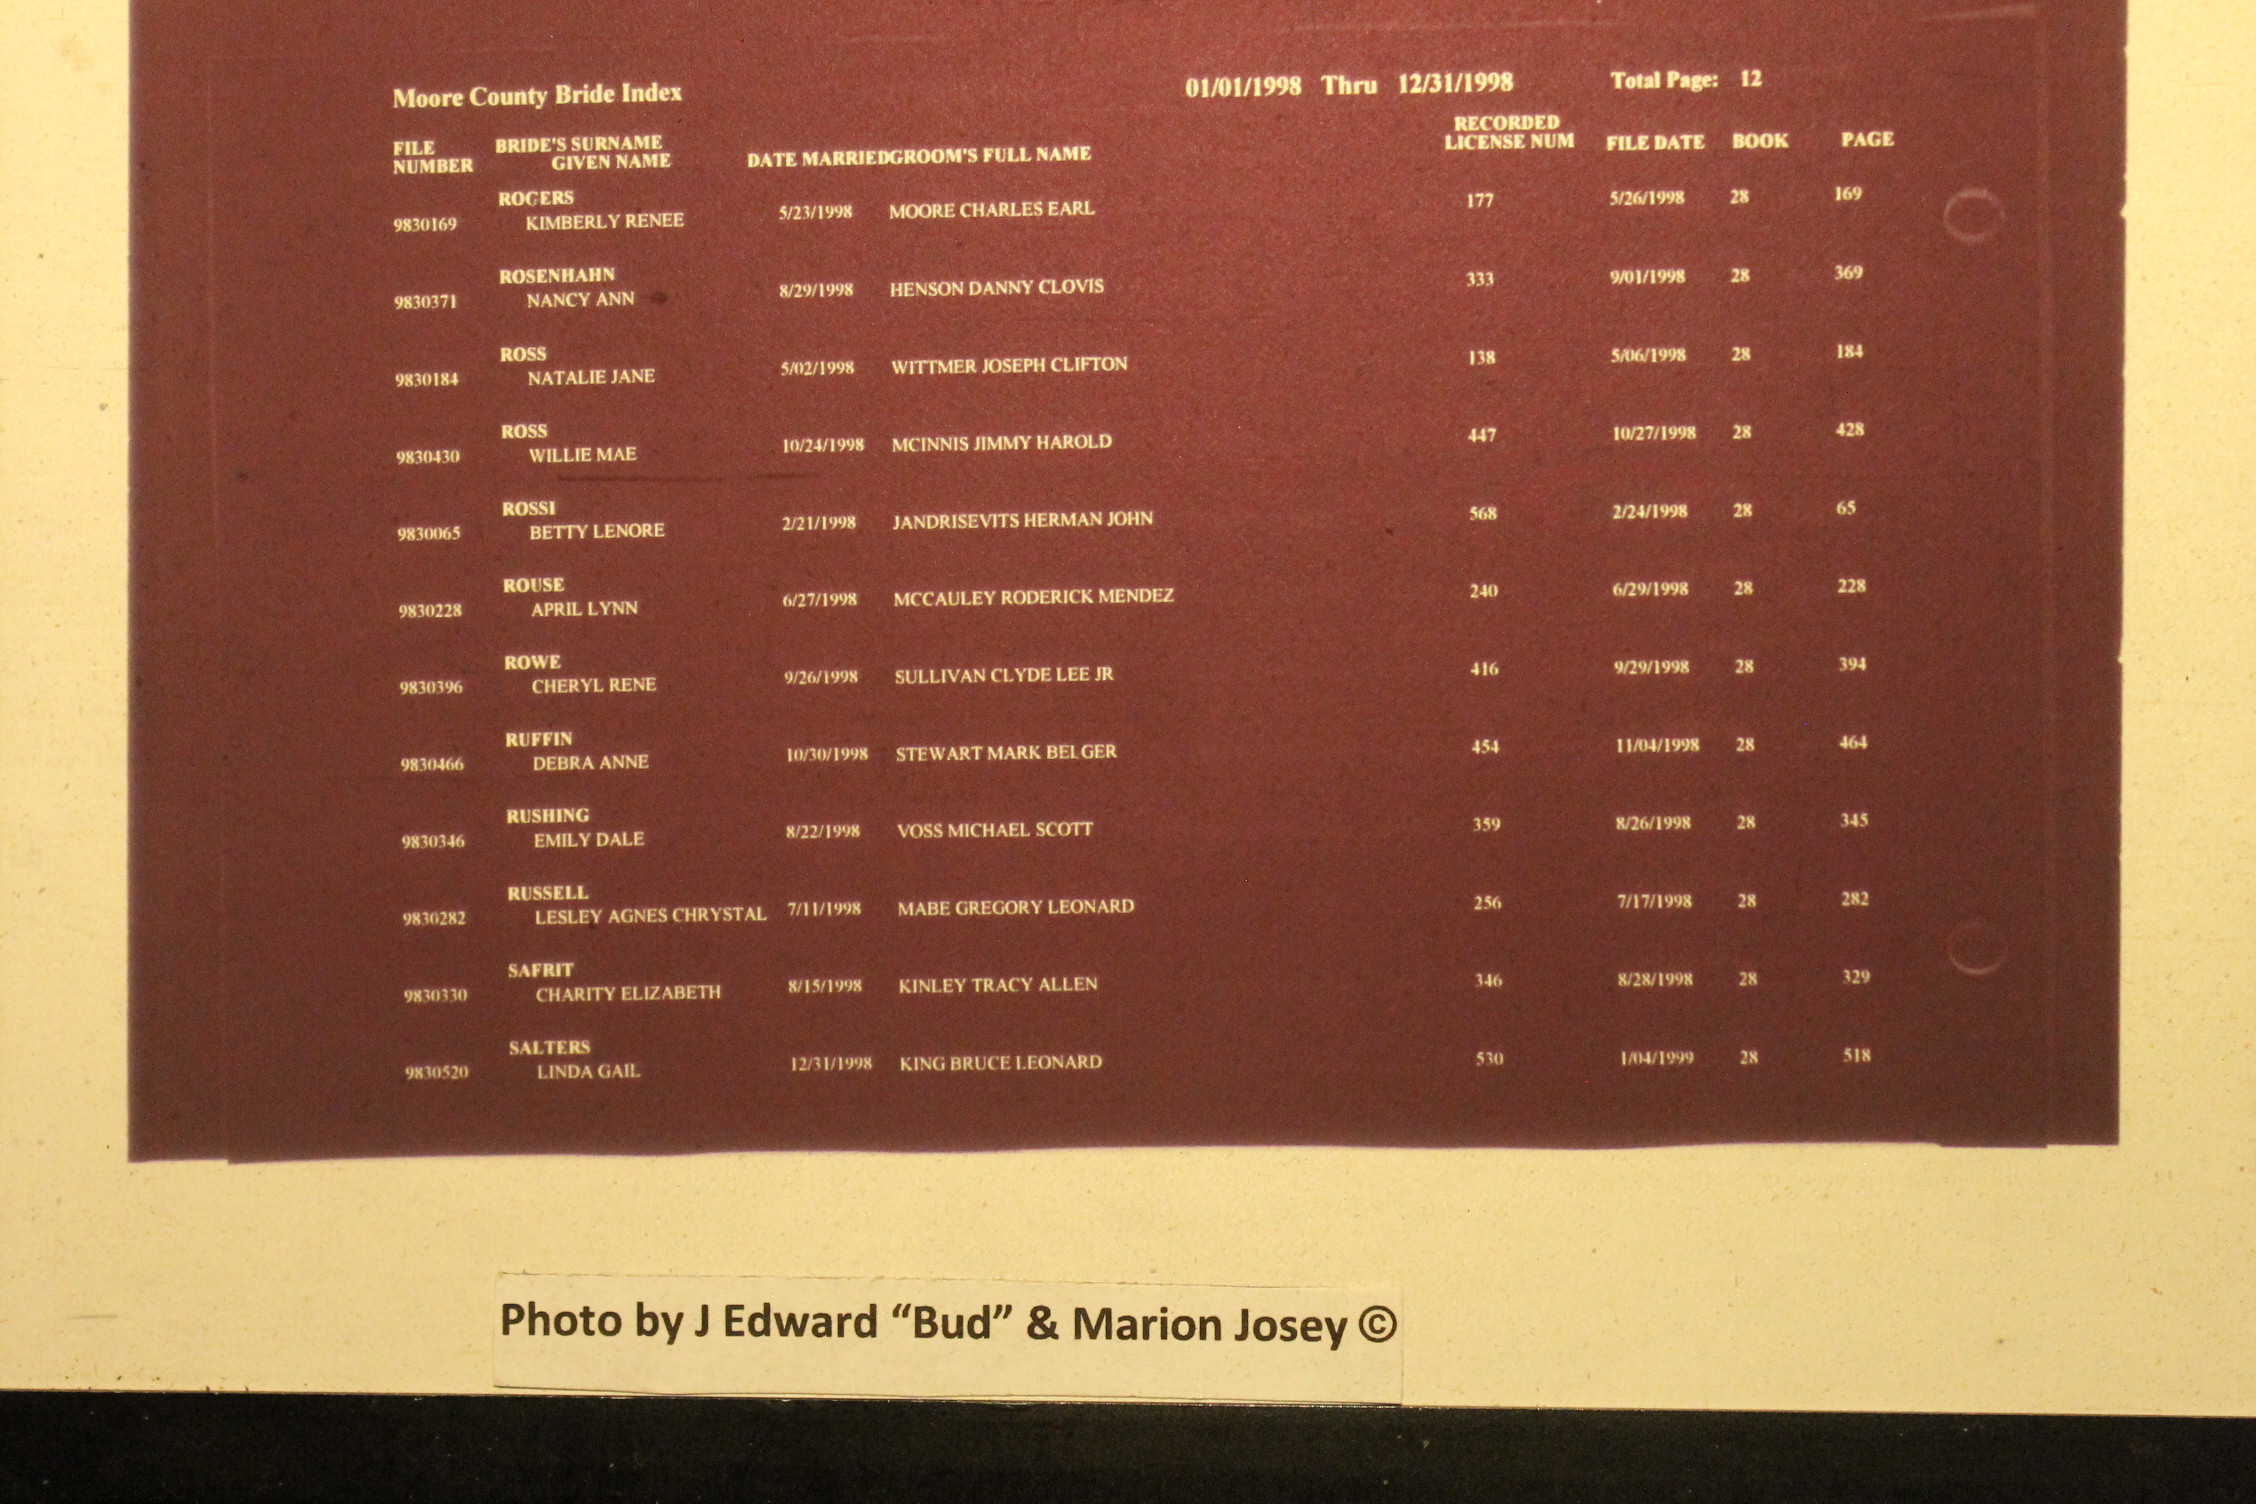 Moore County Bride Index 01/01/1998 Thru 12/31/1998 Total Page: 12
FILE NUMBER BRIDE'S SURNAME GIVEN NAME DATE MARRIED GROOM'S FULL NAME RECORDED LICENSE NUM FILE DATE BOOK PAGE
ROGERS
9830169 KIMBERLY RENEE 5/23/1998 MOORE CHARLES EARL 177 5/26/1998 28 169
ROSENHAHN
9830371 NANCY ANN 8/29/1998 HENSON DANNY CLOVIS 333 9/01/1998 28 369
ROSS
9830184 NATALIE JANE 5/02/1998 WITTMER JOSEPH CLIFTON 138 5/06/1998 28 184
ROSS
9830430 WILLIE MAE 10/24/1998 MCINNIS JIMMY HAROLD 447 10/27/1998 28 428
ROSSI
9830065 BETTY LENORE 2/21/1998 JANDRISEVITS HERMAN JOHN 568 2/24/1998 28 65
ROUSE
9830228 APRIL LYNN 6/27/1998 MCCAULEY RODERICK MENDEZ 240 6/29/1998 28 228
ROWE
9830396 CHERYL RENE 9/26/1998 SULLIVAN CLYDE LEE JR 416 9/29/1998 28 394
RUFFIN
9830466 DEBRA ANNE 10/30/1998 STEWART MARK BELGER 454 11/04/1998 28 464
RUSHING
9830346 EMILY DALE 8/22/1998 VOSS MICHAEL SCOTT 359 8/26/1998 28 345
RUSSELL
9830282 LESLEY AGNES CHRYSTAL 7/11/1998 MABE GREGORY LEONARD 256 7/17/1998 28 282
SAFRIT
9830330 CHARITY ELIZABETH 8/15/1998 KINLEY TRACY ALLEN 346 8/28/1998 28 329
SALTERS
9830520 LINDA GAIL 12/31/1998 KING BRUCE LEONARD 530 1/04/1999 28 518
Photo by J Edward “Bud” & Marion Josey ©